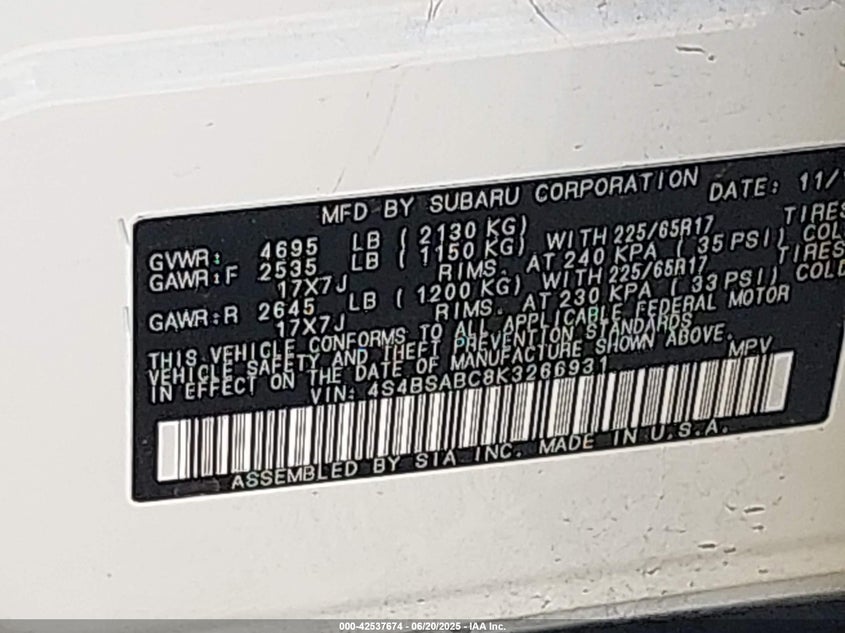 MFD BY SUBARU CORPORATION DATE: 11/
GVWR: 4695 LB ( 2130 KG)
GAWR:F 2535 LB ( 1150 KG) WITH 225/65R17 TIRES
17X7J RIMS. AT 240 KPA ( 35 PSI) COL
GAWR:R 2645 LB ( 1200 KG) WITH 225/65R17 TIRES
17X7J RIMS. AT 230 KPA ( 33 PSI) COLD
THIS VEHICLE CONFORMS TO ALL APPLICABLE FEDERAL MOTOR
VEHICLE SAFETY AND THEFT PREVENTION STANDARDS
IN EFFECT ON THE DATE OF MANUFACTURE SHOWN ABOVE.
VIN: 4S4BSABC8K3266931 MPV
ASSEMBLED BY SIA INC. MADE IN U.S.A.
000-42537674 - 06/20/2025 - IAA Inc.